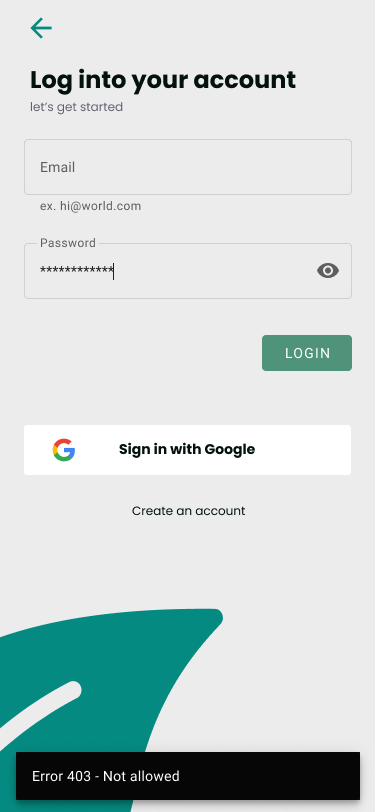 Log into your account
let's get started
Email
ex. hi@world.com
Password
************
LOGIN
Sign in with Google
Create an account
Error 403 - Not allowed